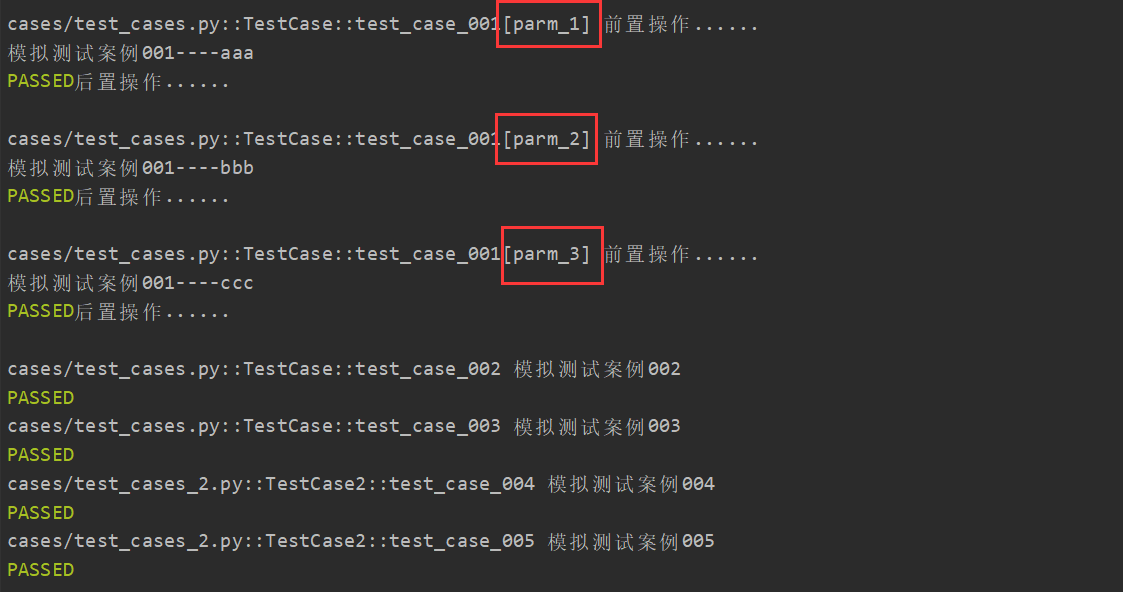 cases/test_cases.py::TestCase::test_case_001[parm_1] 前置操作......
模拟测试案例001----aaa
PASSED后置操作......
cases/test_cases.py::TestCase::test_case_001[parm_2] 前置操作......
模拟测试案例001----bbb
PASSED后置操作......
cases/test_cases.py::TestCase::test_case_001[parm_3] 前置操作......
模拟测试案例001----ccc
PASSED后置操作......
cases/test_cases.py::TestCase::test_case_002 模拟测试案例002
PASSED
cases/test_cases.py::TestCase::test_case_003 模拟测试案例003
PASSED
cases/test_cases_2.py::TestCase2::test_case_004 模拟测试案例004
PASSED
cases/test_cases_2.py::TestCase2::test_case_005 模拟测试案例005
PASSED